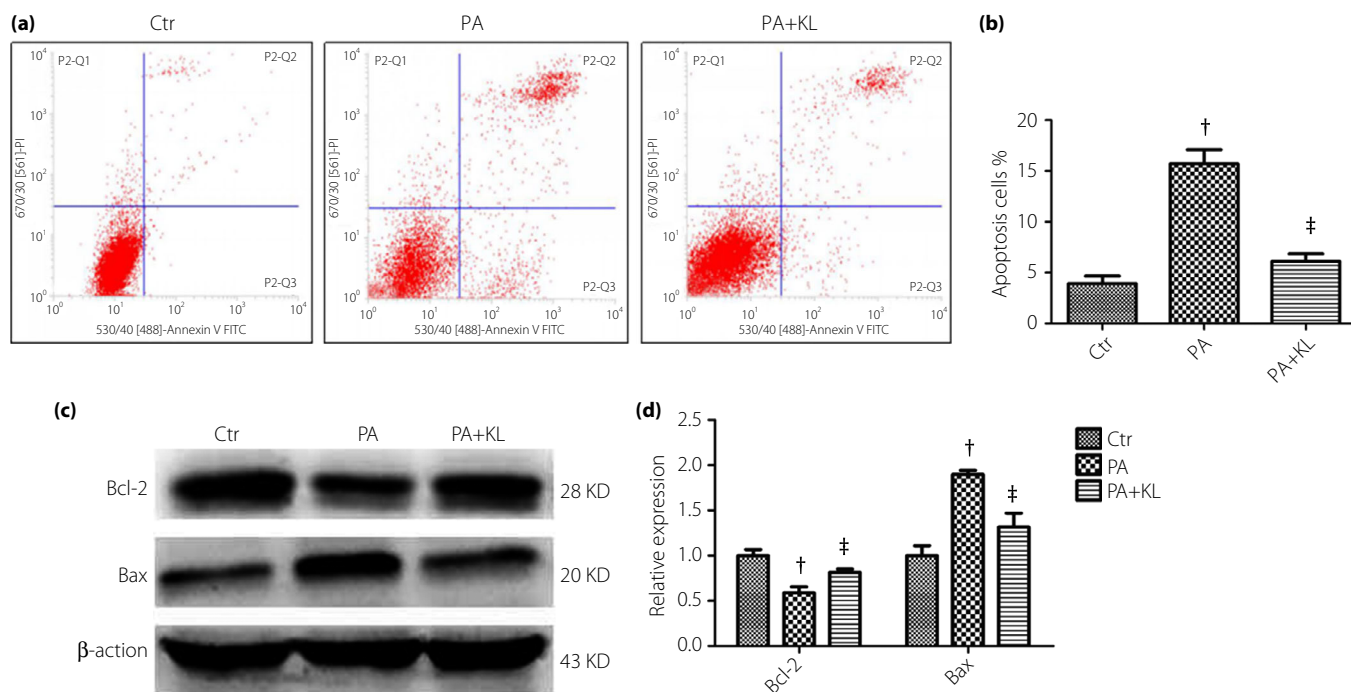 (a)
Ctr
PA
PA+KL
P2-Q1
P2-Q2
P2-Q3
670/30 [561]-PI
10⁴
10³
10²
10¹
10⁰
10⁰ 10¹ 10² 10³ 10⁴
530/40 [488]-Annexin V FITC
P2-Q1
P2-Q2
P2-Q3
670/30 [561]-PI
10⁴
10³
10²
10¹
10⁰
10⁰ 10¹ 10² 10³ 10⁴
530/40 [488]-Annexin V FITC
P2-Q1
P2-Q2
P2-Q3
670/30 [561]-PI
10⁴
10³
10²
10¹
10⁰
10⁰ 10¹ 10² 10³ 10⁴
530/40 [488]-Annexin V FITC
(b)
Apoptosis cells %
20
15
10
5
0
†
‡
Ctr
PA
PA+KL
(c)
Ctr PA PA+KL
Bcl-2 28 KD
Bax 20 KD
β-action 43 KD
(d)
Relative expression
2.5
2.0
1.5
1.0
0.5
0.0
†
‡
†
‡
Bcl-2
Bax
Ctr
PA
PA+KL